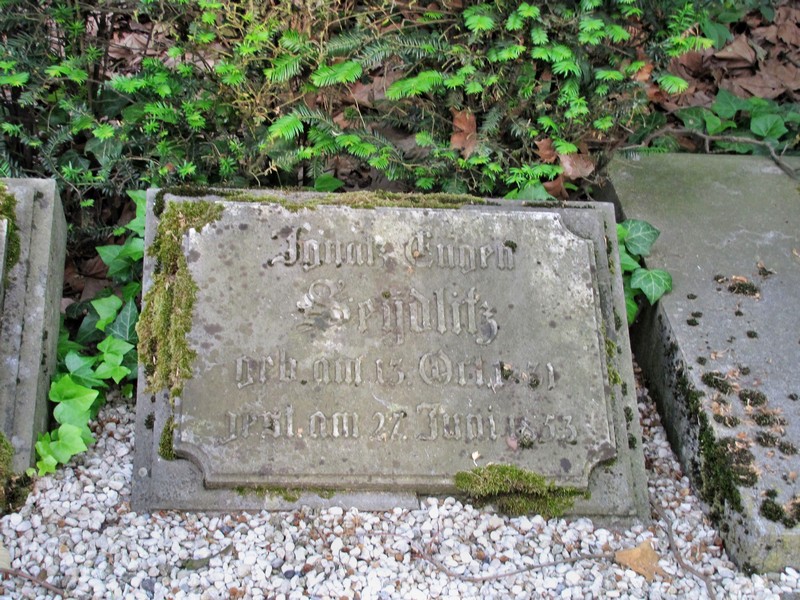 Ignatz Eugen
Seydlitz
geb. am 13. Oct.
gest. am 27. Juni